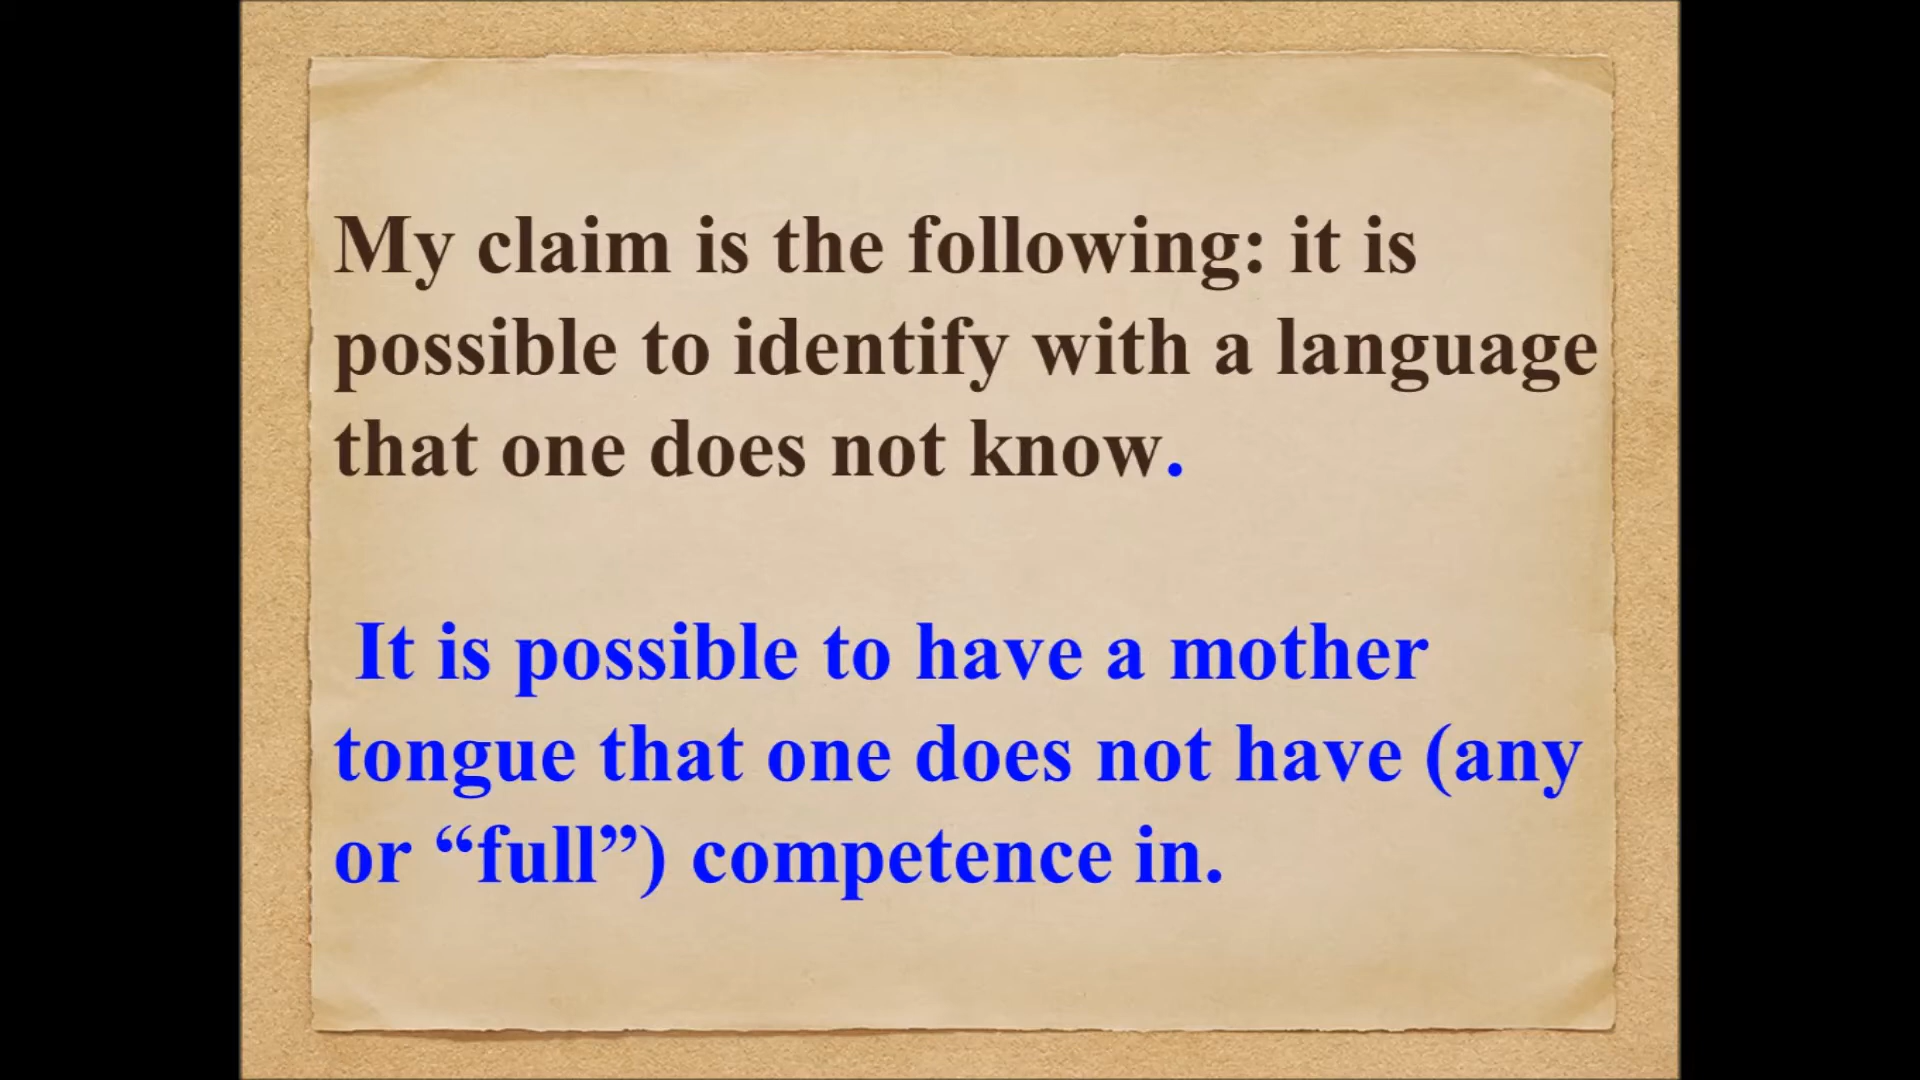 My claim is the following: it is
possible to identify with a language
that one does not know.
It is possible to have a mother
tongue that one does not have (any
or “full”) competence in.